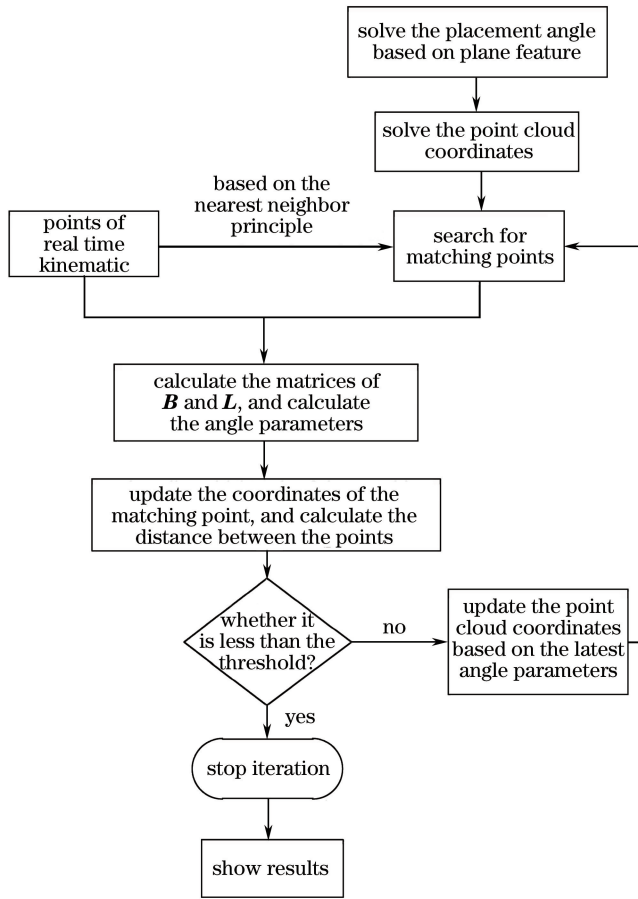 solve the placement angle
based on plane feature
solve the point cloud
coordinates
based on the
nearest neighbor
principle
points of
real time
kinematic
search for
matching points
calculate the matrices of
B and L, and calculate
the angle parameters
update the coordinates of the
matching point, and calculate the
distance between the points
whether it
is less than the
threshold?
no
update the point
cloud coordinates
based on the latest
angle parameters
yes
stop iteration
show results